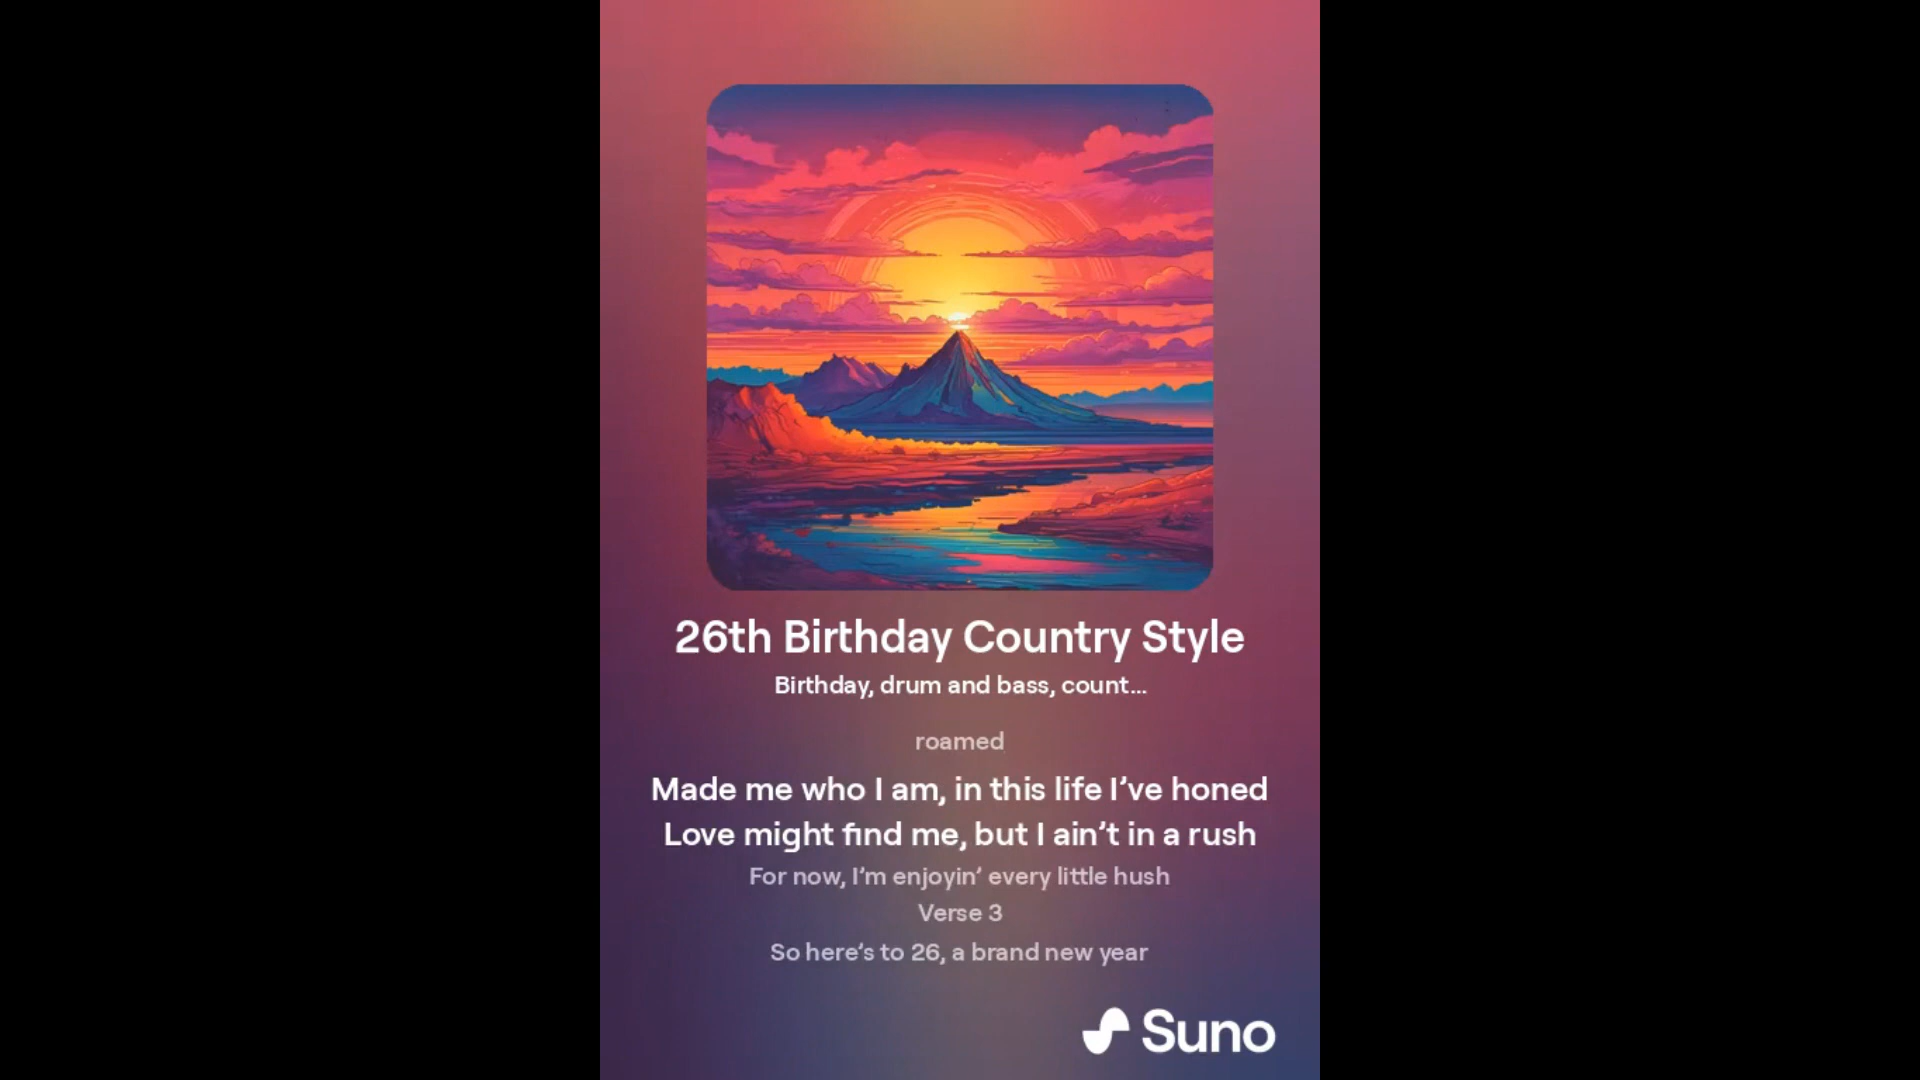 26th Birthday Country Style
Birthday, drum and bass, count...
roamed
Made me who I am, in this life I’ve honed
Love might find me, but I ain’t in a rush
For now, I’m enjoyin’ every little hush
Verse 3
So here’s to 26, a brand new year
Suno